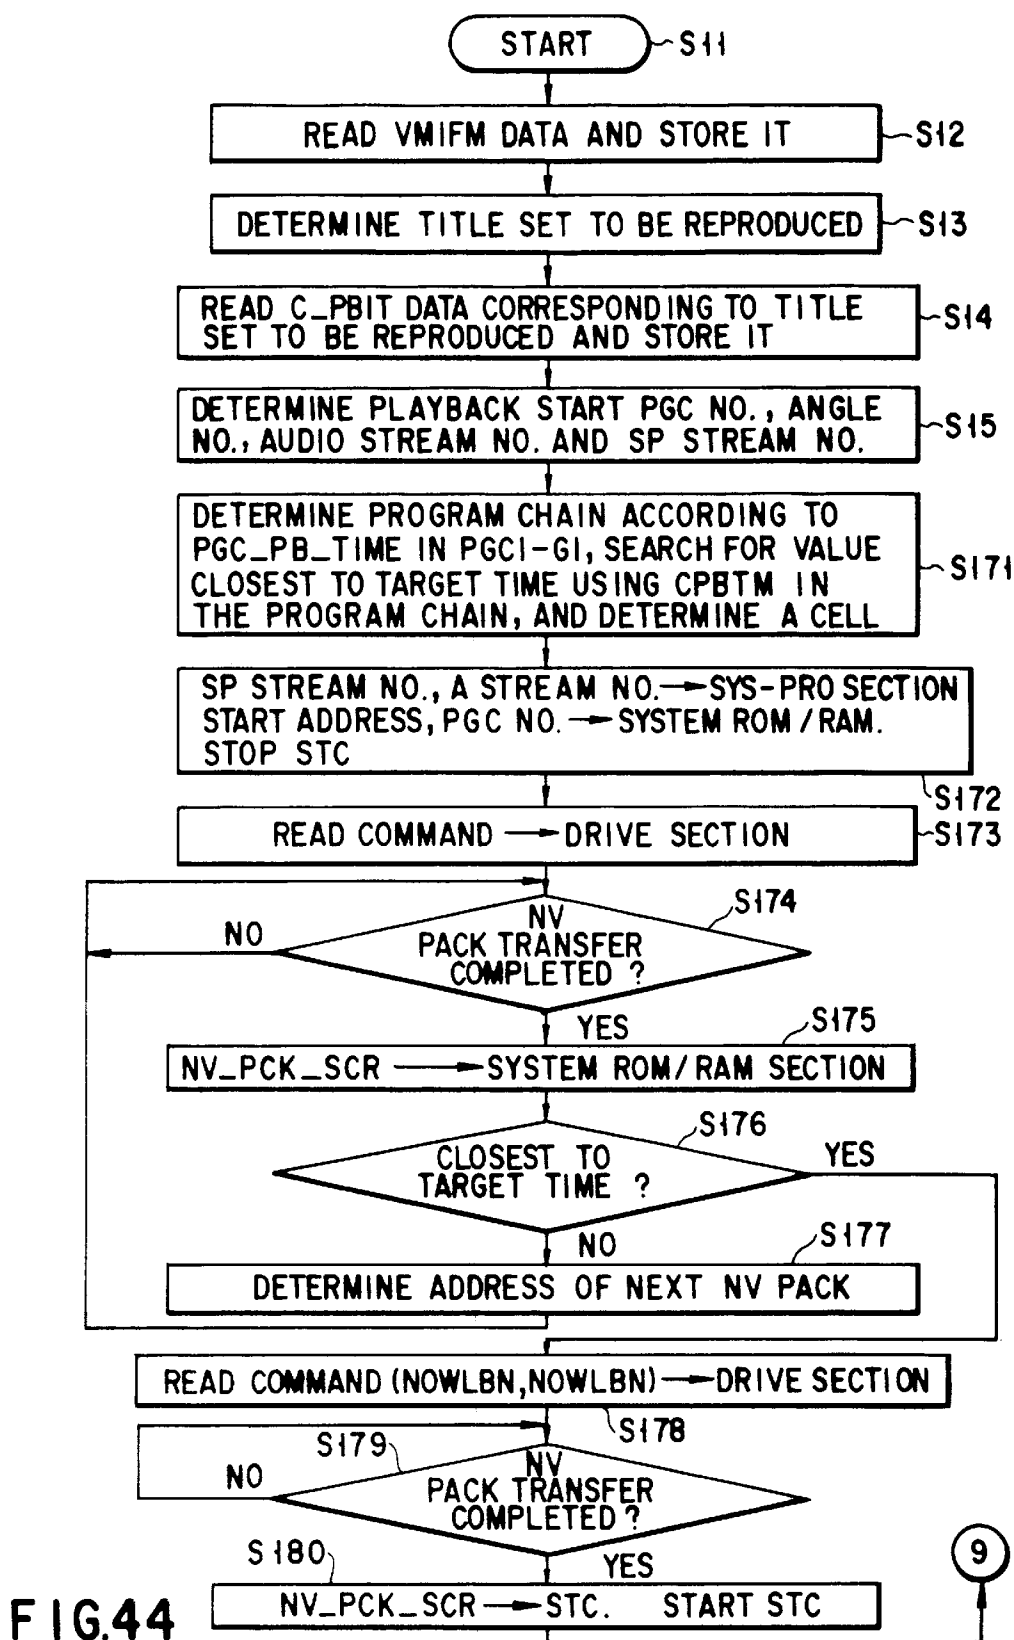 START
S11
READ VMIFM DATA AND STORE IT
S12
DETERMINE TITLE SET TO BE REPRODUCED
S13
READ C_PBIT DATA CORRESPONDING TO TITLE
SET TO BE REPRODUCED AND STORE IT
S14
DETERMINE PLAYBACK START PGC NO., ANGLE
NO., AUDIO STREAM NO. AND SP STREAM NO.
S15
DETERMINE PROGRAM CHAIN ACCORDING TO
PGC_PB_TIME IN PGCI-GI, SEARCH FOR VALUE
CLOSEST TO TARGET TIME USING CPBTM IN
THE PROGRAM CHAIN, AND DETERMINE A CELL
S171
SP STREAM NO., A STREAM NO.→SYS-PRO SECTION
START ADDRESS, PGC NO.→SYSTEM ROM/RAM.
STOP STC
S172
READ COMMAND→DRIVE SECTION
S173
S174
NV
PACK TRANSFER
COMPLETED ?
NO
YES
S175
NV_PCK_SCR→SYSTEM ROM/RAM SECTION
S176
CLOSEST TO
TARGET TIME ?
YES
NO
S177
DETERMINE ADDRESS OF NEXT NV PACK
READ COMMAND (NOWLBN,NOWLBN)→DRIVE SECTION
S178
S179
NV
PACK TRANSFER
COMPLETED ?
NO
YES
S180
NV_PCK_SCR→STC. START STC
9
FIG.44